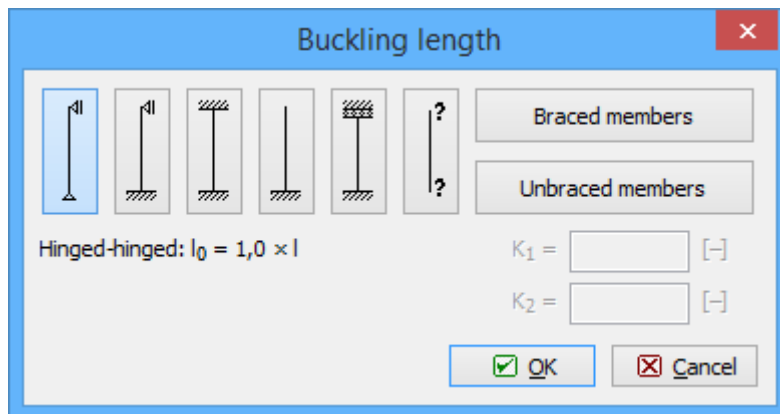 Buckling length
?
?
Braced members
Unbraced members
Hinged-hinged: l₀ = 1,0 × l
K₁ = [–]
K₂ = [–]
OK
Cancel